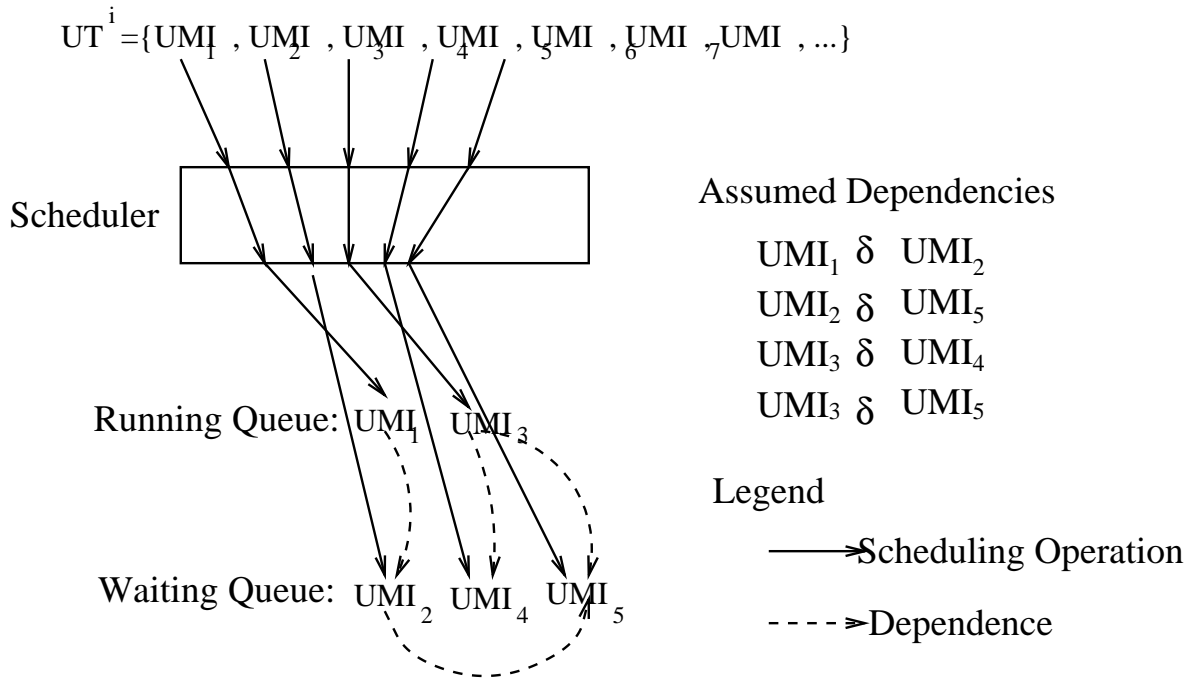 UT^i ={UMI_1 , UMI_2 , UMI_3 , UMI_4 , UMI_5 , UMI_6 , UMI_7 , ...}
Scheduler
Assumed Dependencies
UMI_1 δ UMI_2
UMI_2 δ UMI_5
UMI_3 δ UMI_4
UMI_3 δ UMI_5
Running Queue: UMI_1 UMI_3
Legend
Scheduling Operation
Waiting Queue: UMI_2 UMI_4 UMI_5
Dependence